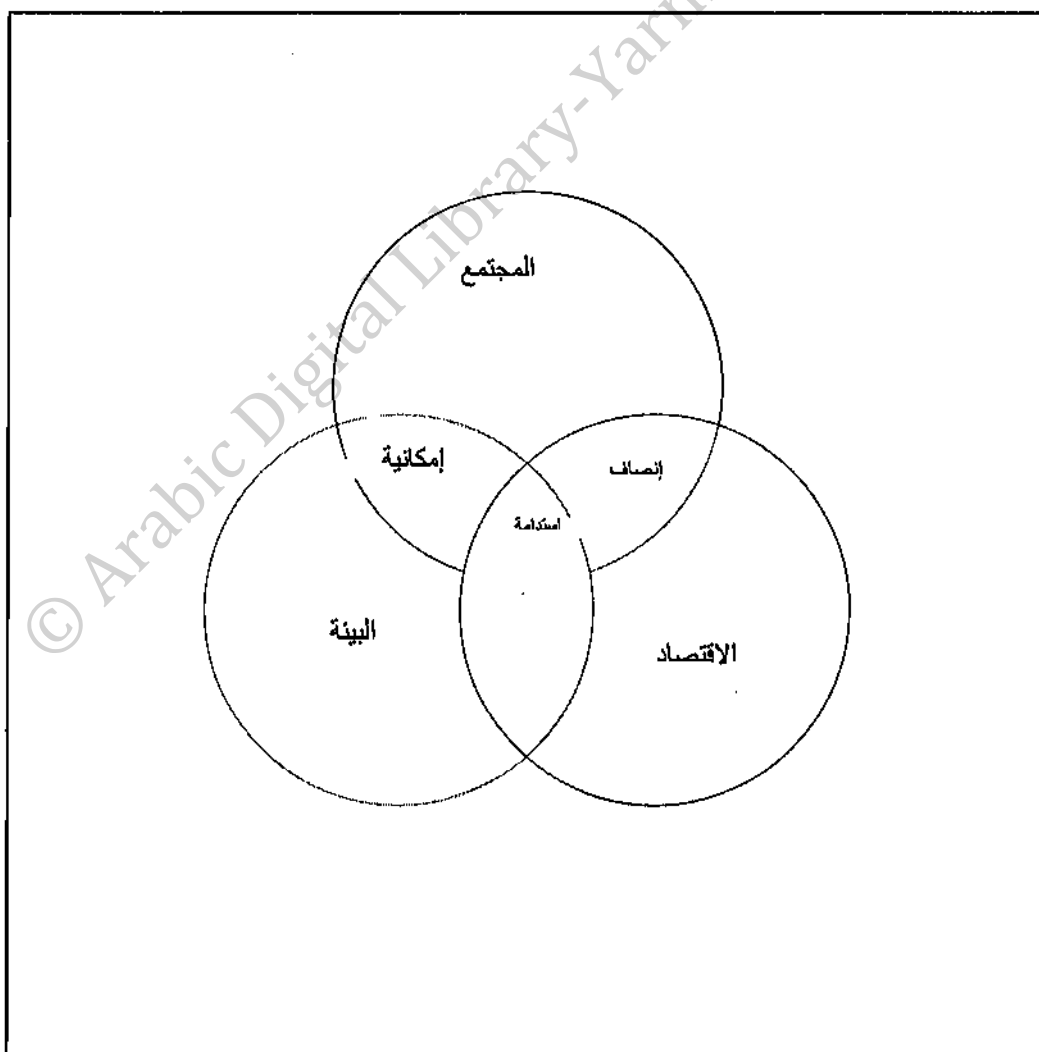 المجتمع
إمكانية
إنصاف
استدامة
البيئة
الاقتصاد
© Arabic Digital Library-Yarm